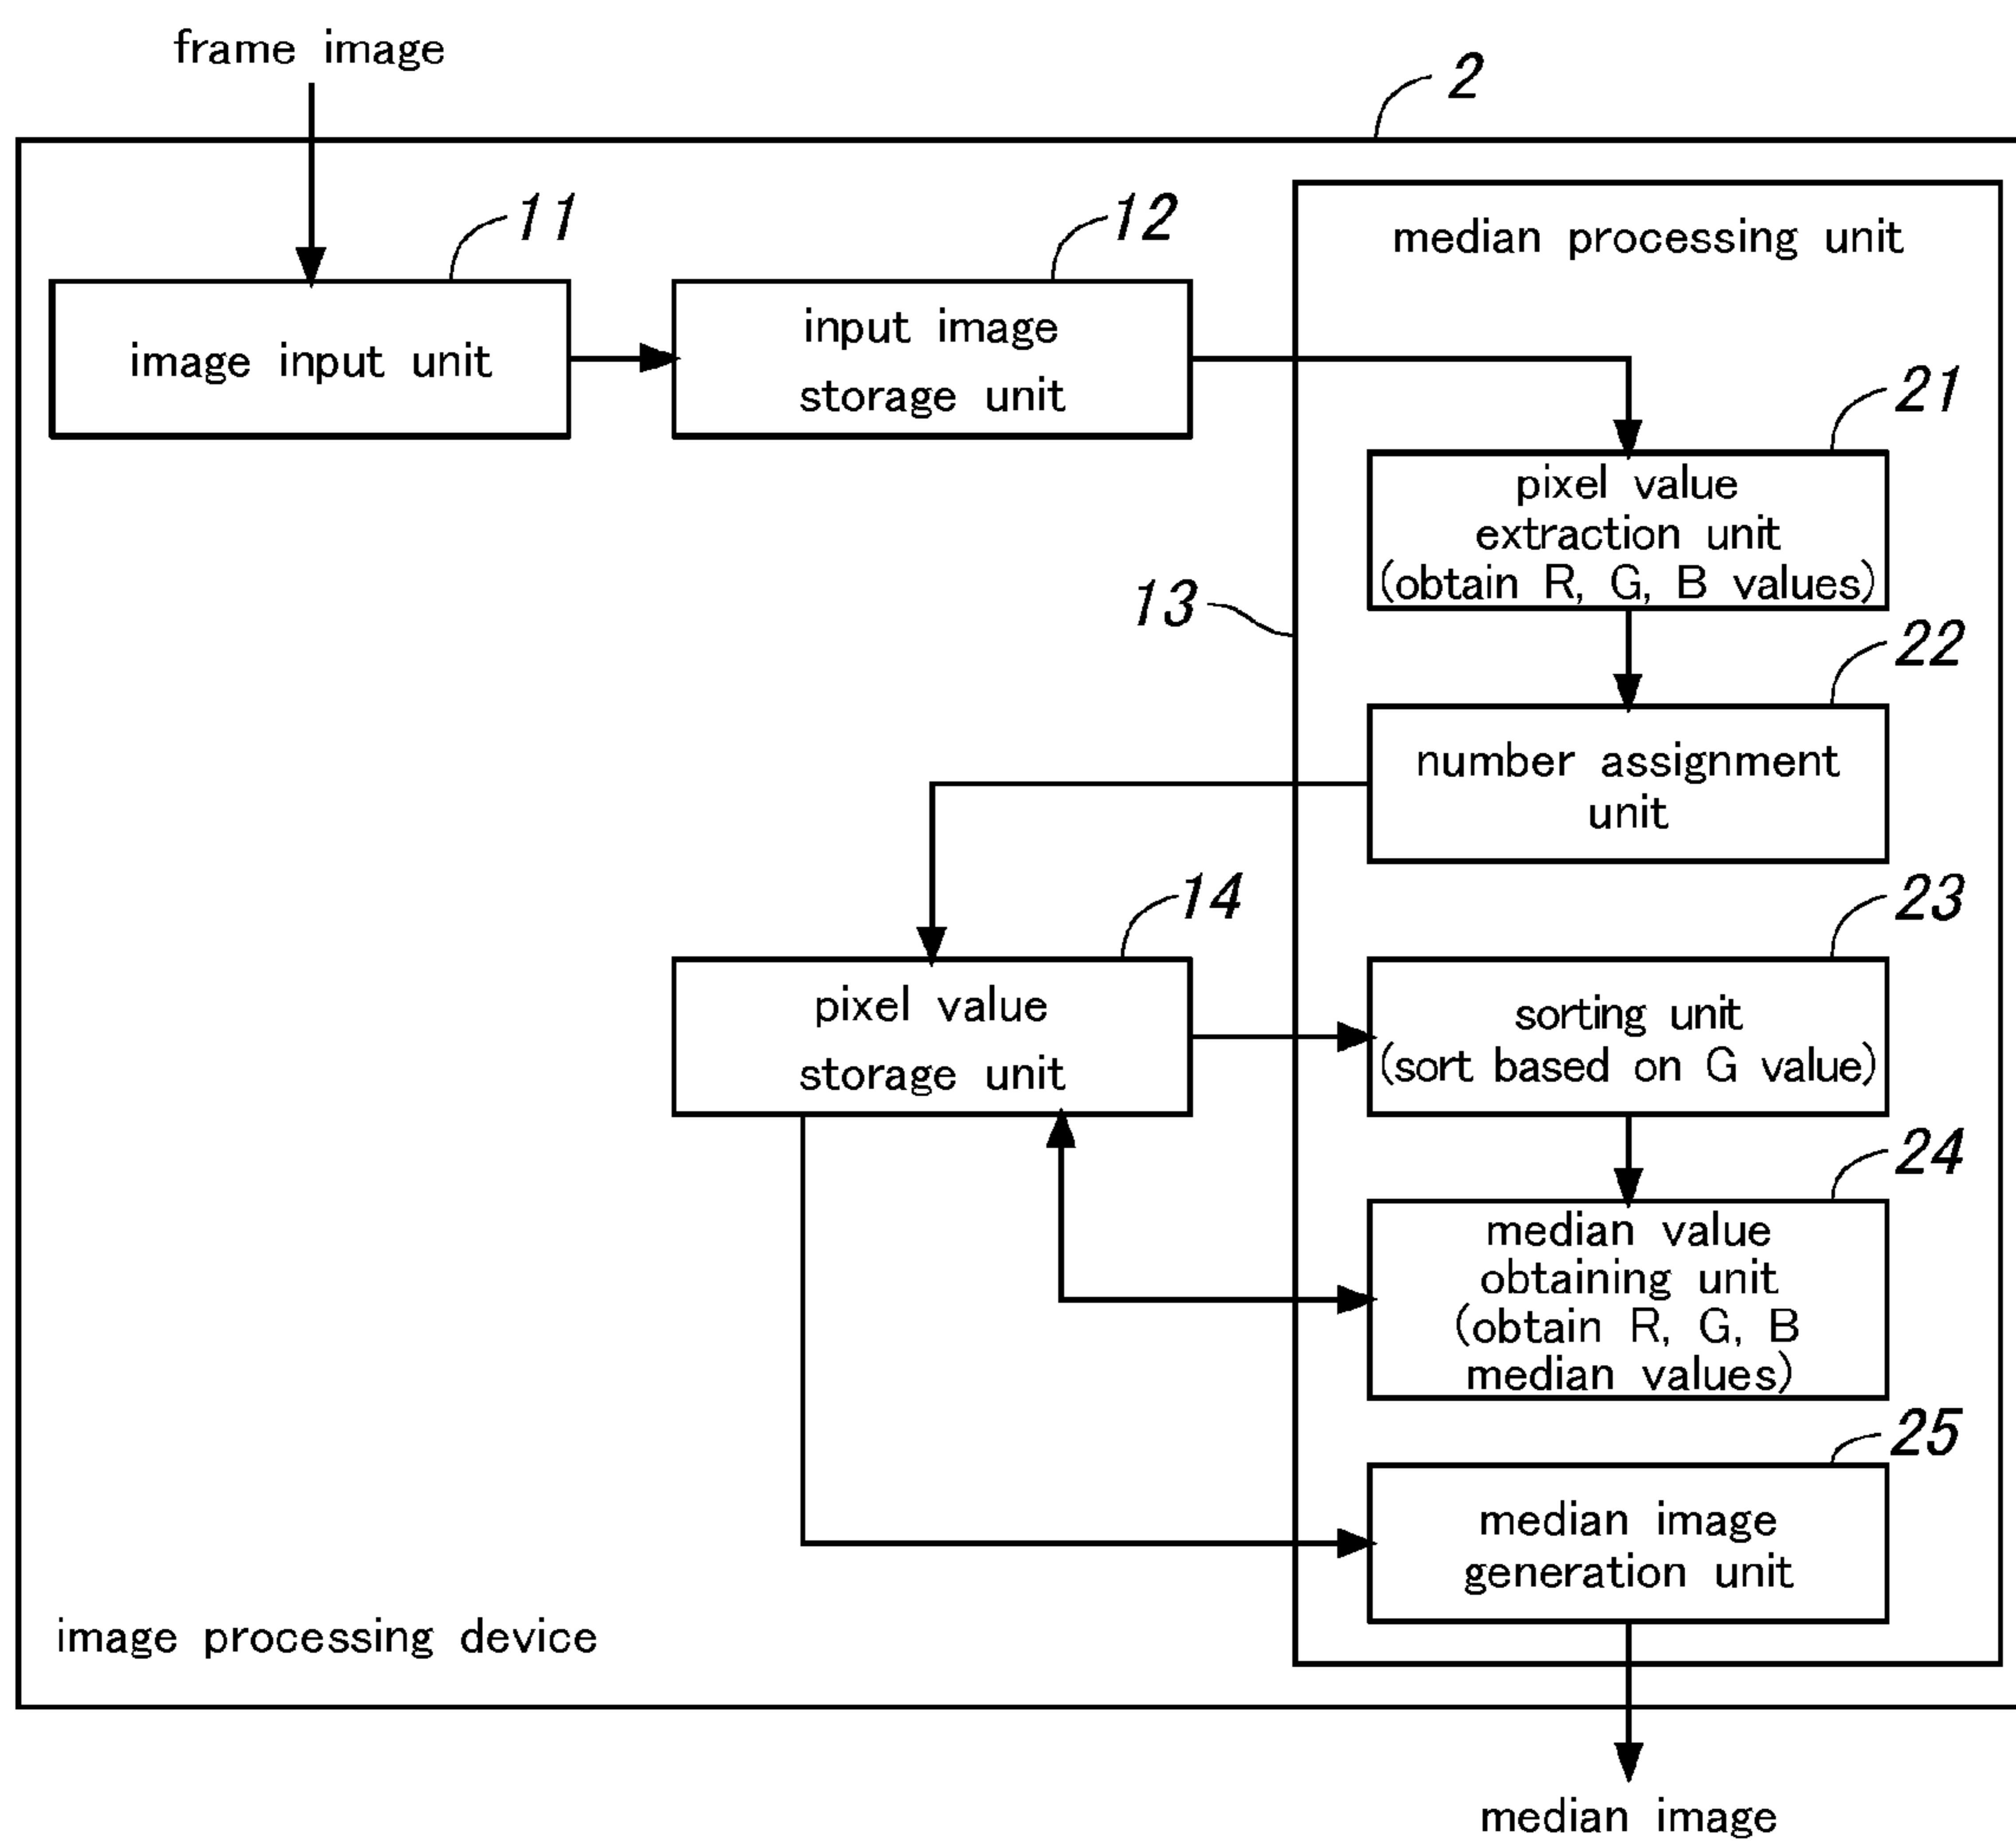 frame image
2
11
12
median processing unit
image input unit
input image
storage unit
21
pixel value
extraction unit
(obtain R, G, B values)
13
22
number assignment
unit
14
23
pixel value
storage unit
sorting unit
(sort based on G value)
24
median value
obtaining unit
(obtain R, G, B
median values)
25
median image
generation unit
image processing device
median image